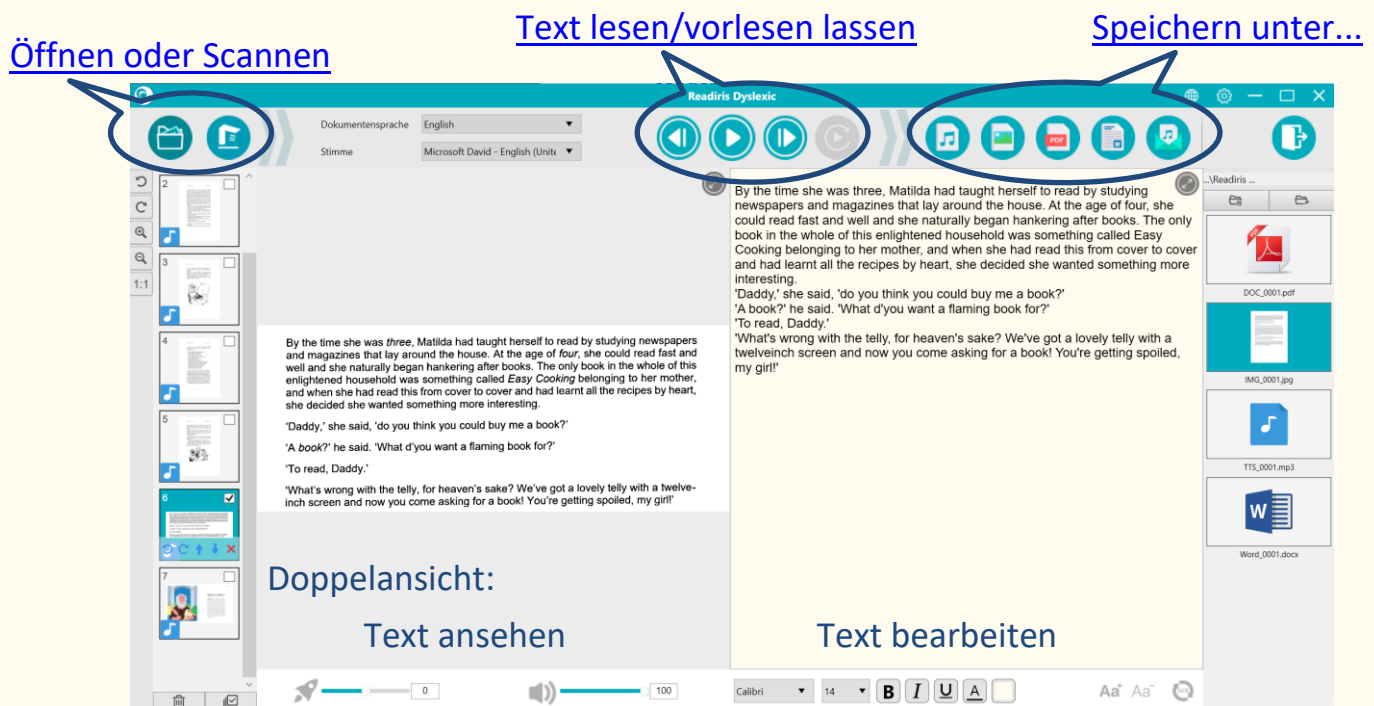 Öffnen oder Scannen
Text lesen/vorlesen lassen
Speichern unter...
Readiris Dyslexic
Dokumentensprache English
Stimme Microsoft David - English (Unite
PDF
W
...\Readiris ...
1:1
2
3
4
5
6
7
By the time she was three, Matilda had taught herself to read by newspapers
and magazines that lay around the house. At the age of four, she could read fast and
well and she naturally began hankering after books. The only book in the whole of this
enlightened household was something called Easy Cooking belonging to her mother,
and when she had read this from cover to cover and had learnt all the recipes by heart,
she decided she wanted something more interesting.
‘Daddy,’ she said, ‘do you think you could buy me a book?’
‘A book?’ he said. ‘What d’you want a flaming book for?’
‘To read, Daddy.’
‘What’s wrong with the telly, for heaven’s sake? We’ve got a lovely telly with a twelve-
inch screen and now you come asking for a book! You’re getting spoiled, my girl!’
By the time she was three, Matilda had taught herself to read by studying
newspapers and magazines that lay around the house. At the age of four, she
could read fast and well and she naturally began hankering after books. The only
book in the whole of this enlightened household was something called Easy
Cooking belonging to her mother, and when she had read this from cover to cover
and had learnt all the recipes by heart, she decided she wanted something more
interesting.
'Daddy,' she said, 'do you think you could buy me a book?'
'A book?' he said. 'What d'you want a flaming book for?'
'To read, Daddy.'
'What's wrong with the telly, for heaven's sake? We've got a lovely telly with a
twelveinch screen and now you come asking for a book! You're getting spoiled,
my girl!'
PDF
DOC_0001.pdf
IMG_0001.jpg
TTS_0001.mp3
W
Word_0001.docx
Doppelansicht:
Text ansehen
Text bearbeiten
0
100
Calibri 14 B I U A
Aa+ Aa-